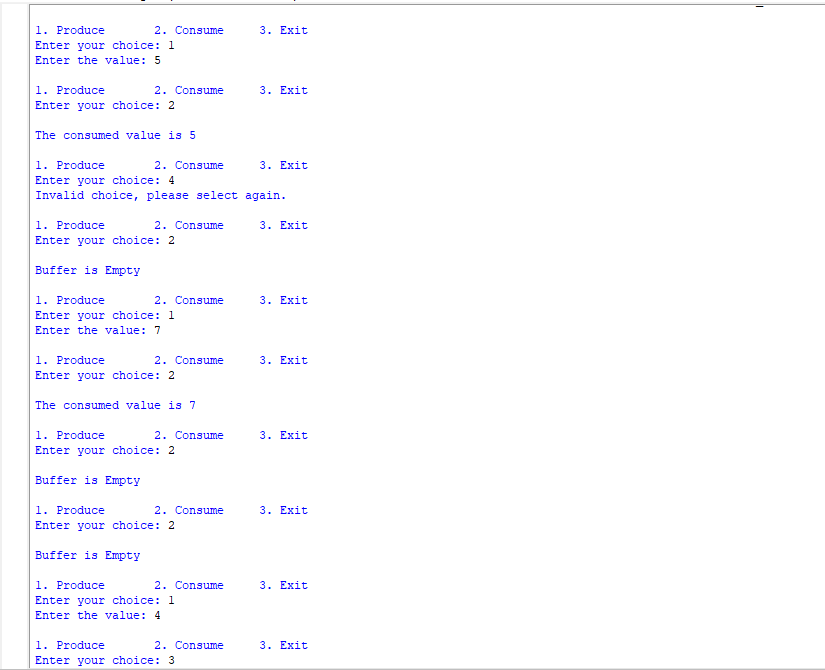 1. Produce       2. Consume     3. Exit
Enter your choice: 1
Enter the value: 5
1. Produce       2. Consume     3. Exit
Enter your choice: 2
The consumed value is 5
1. Produce       2. Consume     3. Exit
Enter your choice: 4
Invalid choice, please select again.
1. Produce       2. Consume     3. Exit
Enter your choice: 2
Buffer is Empty
1. Produce       2. Consume     3. Exit
Enter your choice: 1
Enter the value: 7
1. Produce       2. Consume     3. Exit
Enter your choice: 2
The consumed value is 7
1. Produce       2. Consume     3. Exit
Enter your choice: 2
Buffer is Empty
1. Produce       2. Consume     3. Exit
Enter your choice: 2
Buffer is Empty
1. Produce       2. Consume     3. Exit
Enter your choice: 1
Enter the value: 4
1. Produce       2. Consume     3. Exit
Enter your choice: 3